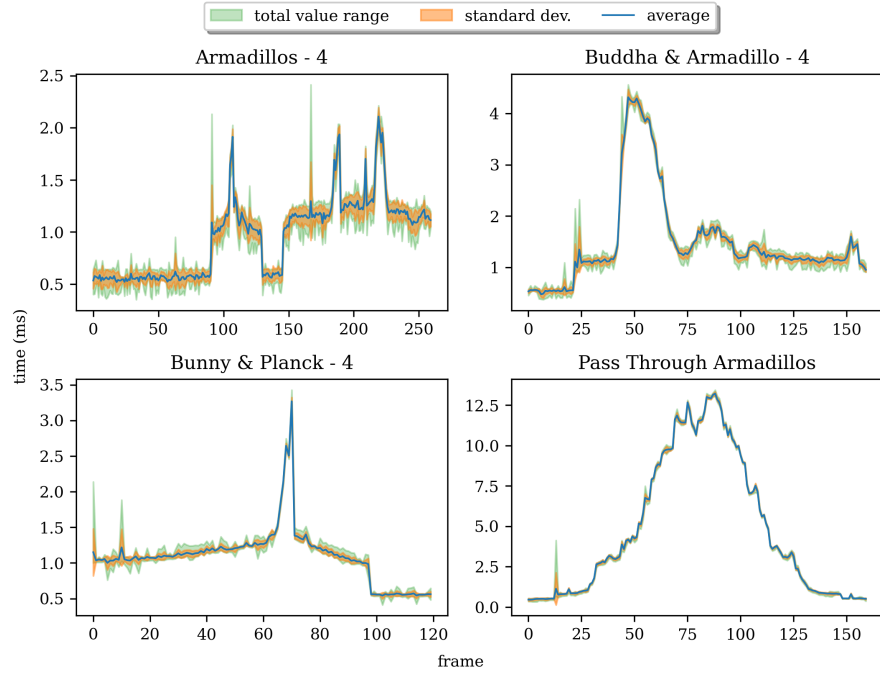 total value range standard dev. average
Armadillos - 4
2.5
2.0
1.5
1.0
0.5
0 50 100 150 200 250
Buddha & Armadillo - 4
4
3
2
1
0 25 50 75 100 125 150
time (ms)
Bunny & Planck - 4
3.5
3.0
2.5
2.0
1.5
1.0
0.5
0 20 40 60 80 100 120
Pass Through Armadillos
12.5
10.0
7.5
5.0
2.5
0.0
0 25 50 75 100 125 150
frame